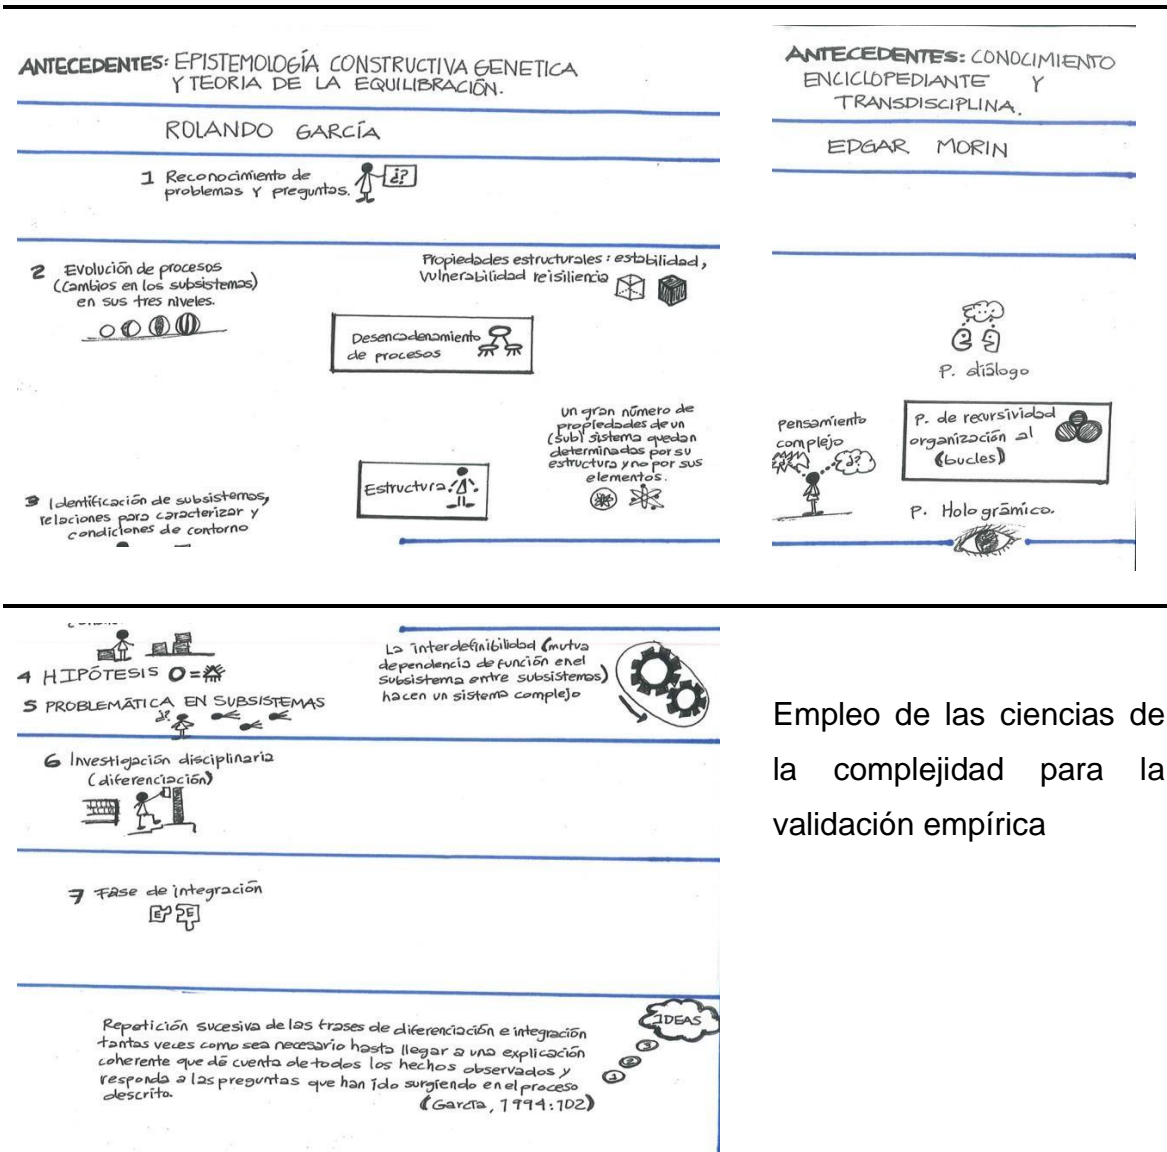 ANTECEDENTES: EPISTEMOLOGÍA CONSTRUCTIVA GENETICA
Y TEORIA DE LA EQUILIBRACIÓN.
ROLANDO GARCÍA
1 Reconocimiento de
problemas y preguntas.
¿?
2 Evolución de procesos
(Cambios en los subsistemas)
en sus tres niveles.
Propiedades estructurales: estabilidad,
vulnerabilidad reisiliencia
Desencadenamiento
de procesos
un gran número de
propiedades de un
(sub) sistema quedan
determinadas por su
estructura y no por sus
elementos.
Estructura
3 Identificación de subsistemas,
relaciones para caracterizar y
condiciones de contorno
ANTECEDENTES: CONOCIMIENTO
ENCICLOPEDIANTE Y
TRANSDISCIPLINA.
EDGAR MORIN
P. diálogo
pensamiento
complejo
¿?
P. de recursividad
organización al
(bucles)
P. Holográmico.
4 HIPÓTESIS O=
5 PROBLEMÁTICA EN SUBSISTEMAS
¿?
La interdefinibilidad (mutua
dependencia de función enel
subsistema entre subsistemas)
hacen un sistema complejo
6 Investigación disciplinaria
(diferenciación)
7 Fase de integración
E E
Repetición sucesiva de las frases de diferenciación e integración
tantas veces como sea necesario hasta llegar a una explicación
coherente que dé cuenta de todos los hechos observados y
responda a las preguntas que han ido surgiendo en el proceso
descrito.
(García, 1994:102)
IDEAS
3
2
1
Empleo de las ciencias de
la complejidad para la
validación empírica